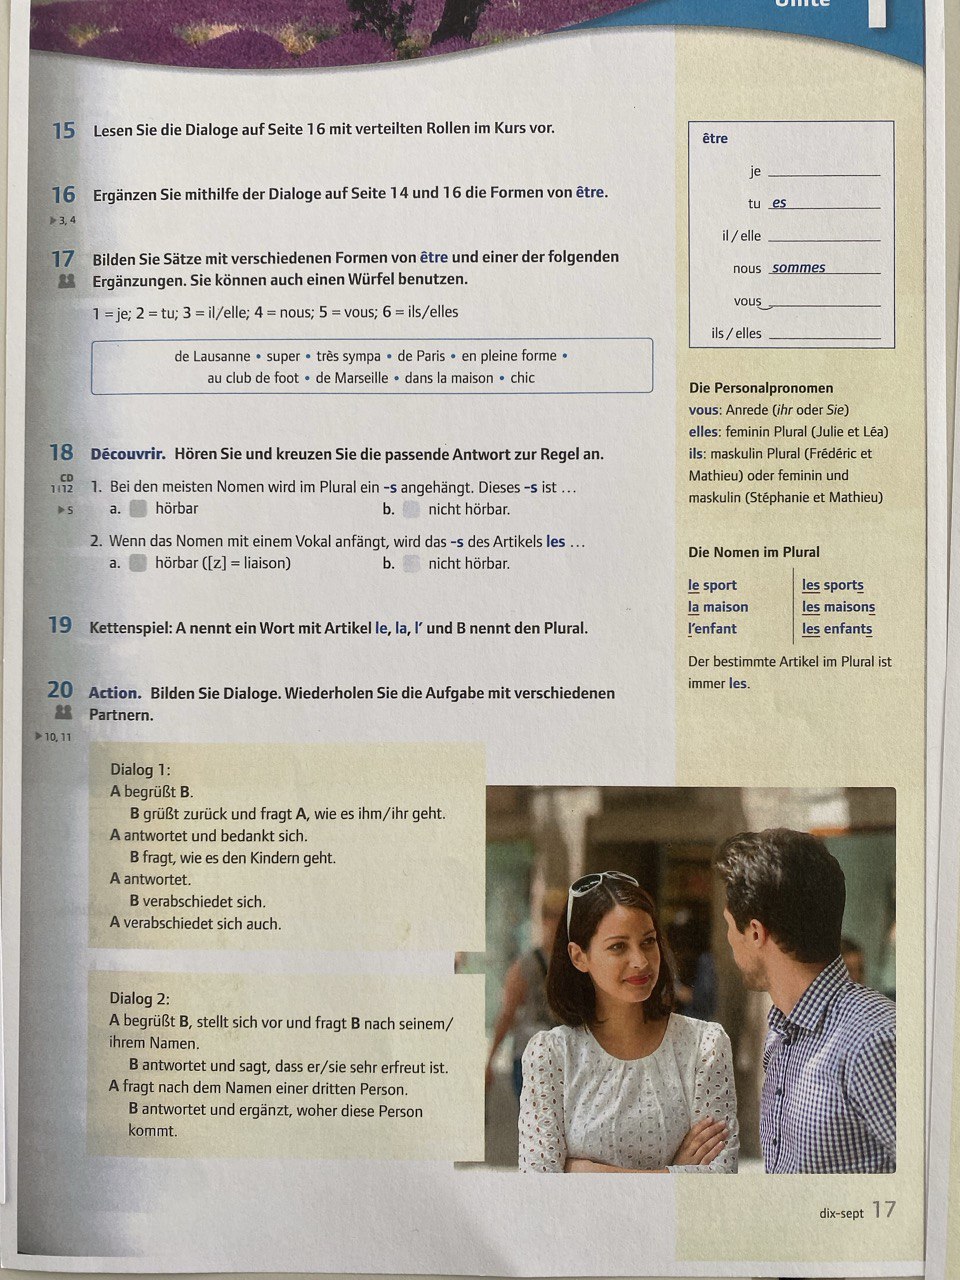 Unité 1
15 Lesen Sie die Dialoge auf Seite 16 mit verteilten Rollen im Kurs vor.
16 Ergänzen Sie mithilfe der Dialoge auf Seite 14 und 16 die Formen von être.
▶ 3, 4
17 Bilden Sie Sätze mit verschiedenen Formen von être und einer der folgenden
Ergänzungen. Sie können auch einen Würfel benutzen.
1 = je; 2 = tu; 3 = il/elle; 4 = nous; 5 = vous; 6 = ils/elles
de Lausanne • super • très sympa • de Paris • en pleine forme •
au club de foot • de Marseille • dans la maison • chic
18 Découvrir. Hören Sie und kreuzen Sie die passende Antwort zur Regel an.
CD
1|12
1. Bei den meisten Nomen wird im Plural ein -s angehängt. Dieses -s ist …
▶ 5
a. hörbar b. nicht hörbar.
2. Wenn das Nomen mit einem Vokal anfängt, wird das -s des Artikels les …
a. hörbar ([z] = liaison) b. nicht hörbar.
19 Kettenspiel: A nennt ein Wort mit Artikel le, la, l’ und B nennt den Plural.
20 Action. Bilden Sie Dialoge. Wiederholen Sie die Aufgabe mit verschiedenen
Partnern.
▶ 10, 11
Dialog 1:
A begrüßt B.
B grüßt zurück und fragt A, wie es ihm/ihr geht.
A antwortet und bedankt sich.
B fragt, wie es den Kindern geht.
A antwortet.
B verabschiedet sich.
A verabschiedet sich auch.
Dialog 2:
A begrüßt B, stellt sich vor und fragt B nach seinem/
ihrem Namen.
B antwortet und sagt, dass er/sie sehr erfreut ist.
A fragt nach dem Namen einer dritten Person.
B antwortet und ergänzt, woher diese Person
kommt.
être
je
tu es
il / elle
nous sommes
vous
ils / elles
Die Personalpronomen
vous: Anrede (ihr oder Sie)
elles: feminin Plural (Julie et Léa)
ils: maskulin Plural (Frédéric et
Mathieu) oder feminin und
maskulin (Stéphanie et Mathieu)
Die Nomen im Plural
le sport les sports
la maison les maisons
l’enfant les enfants
Der bestimmte Artikel im Plural ist
immer les.
dix-sept 17